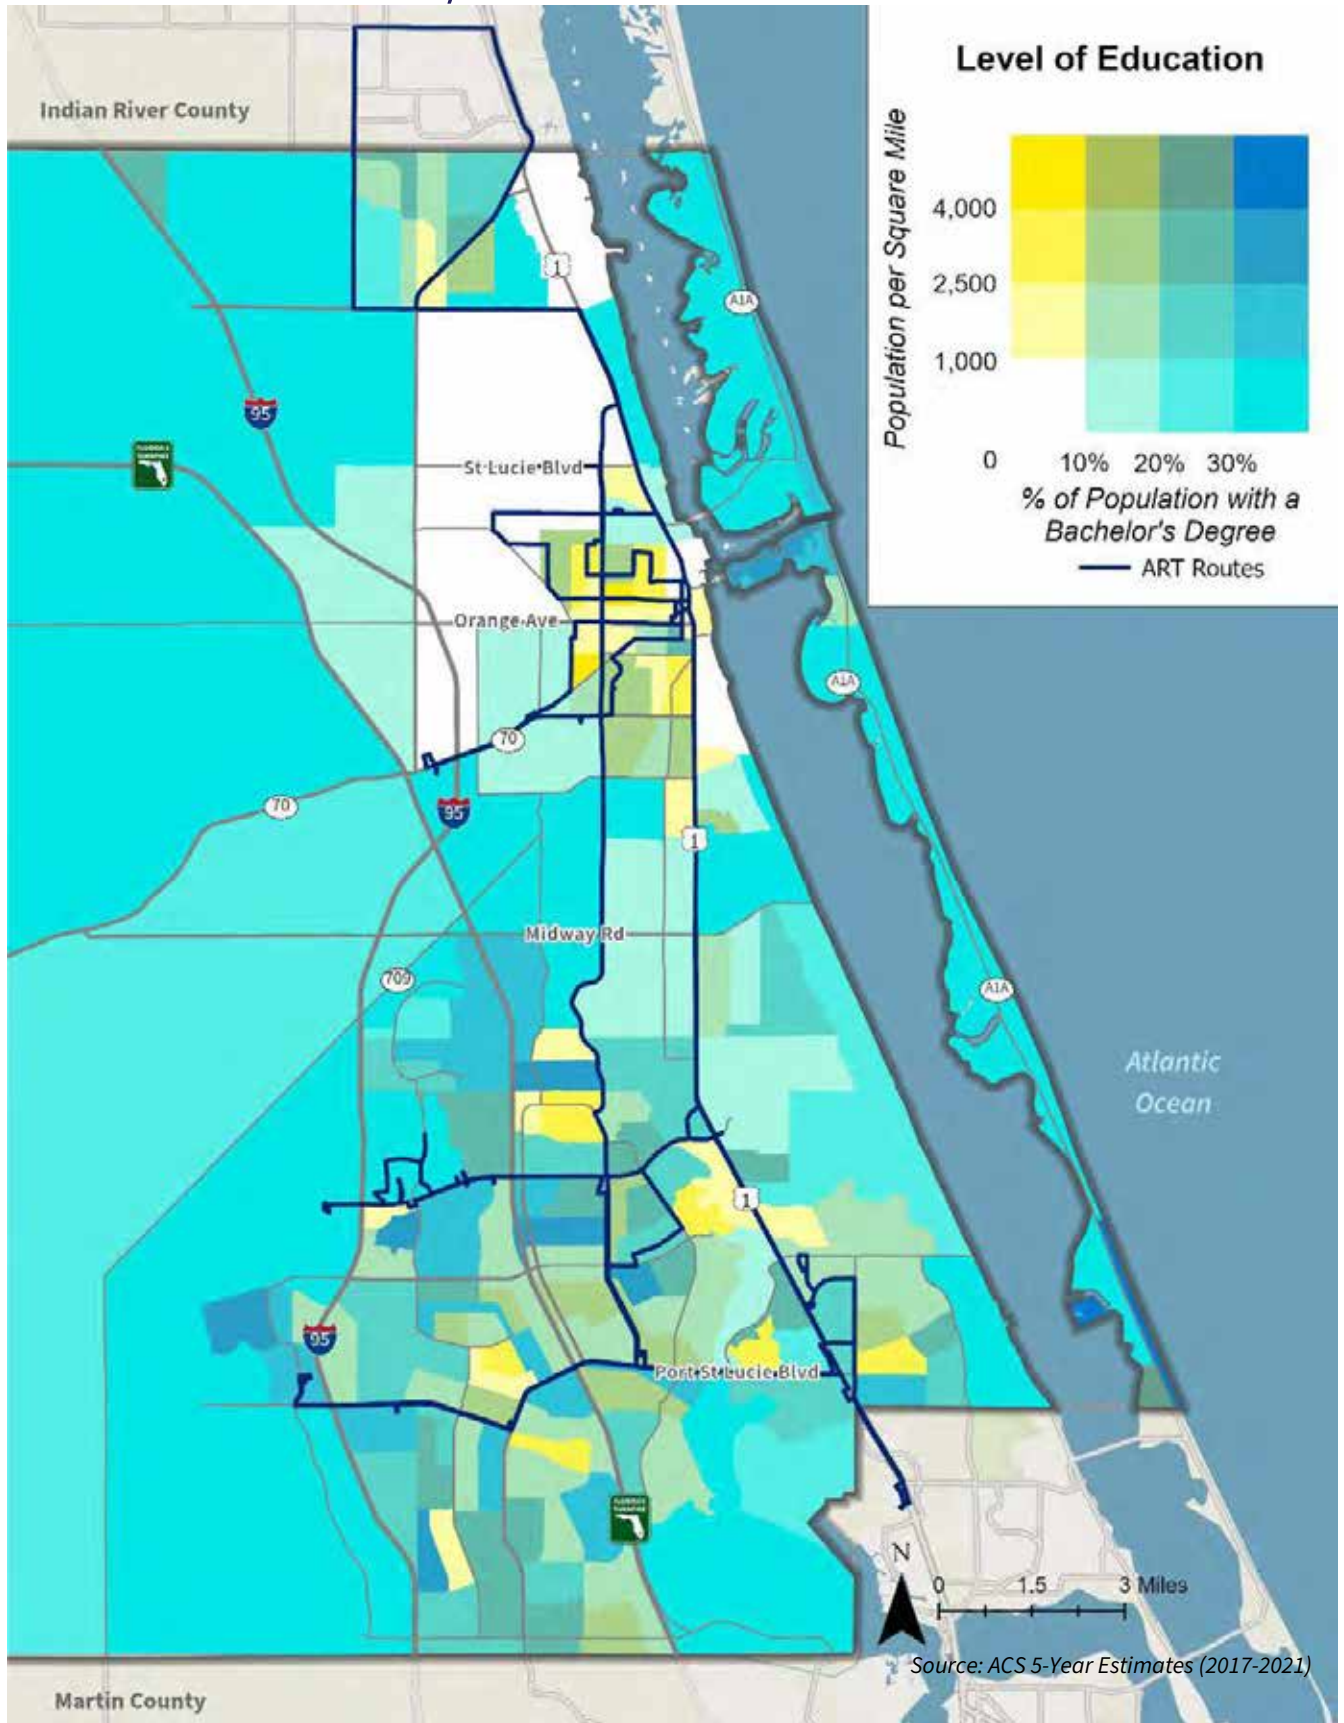 Level of Education
Indian River County
Population per Square Mile
4,000
2,500
1,000
0
10% 20% 30%
% of Population with a
Bachelor's Degree
ART Routes
1
A1A
95
St Lucie Blvd
Orange Ave
A1A
70
70
95
1
Midway Rd
709
A1A
Atlantic
Ocean
1
95
Port St Lucie Blvd
N
0 1.5 3 Miles
Source: ACS 5-Year Estimates (2017-2021)
Martin County